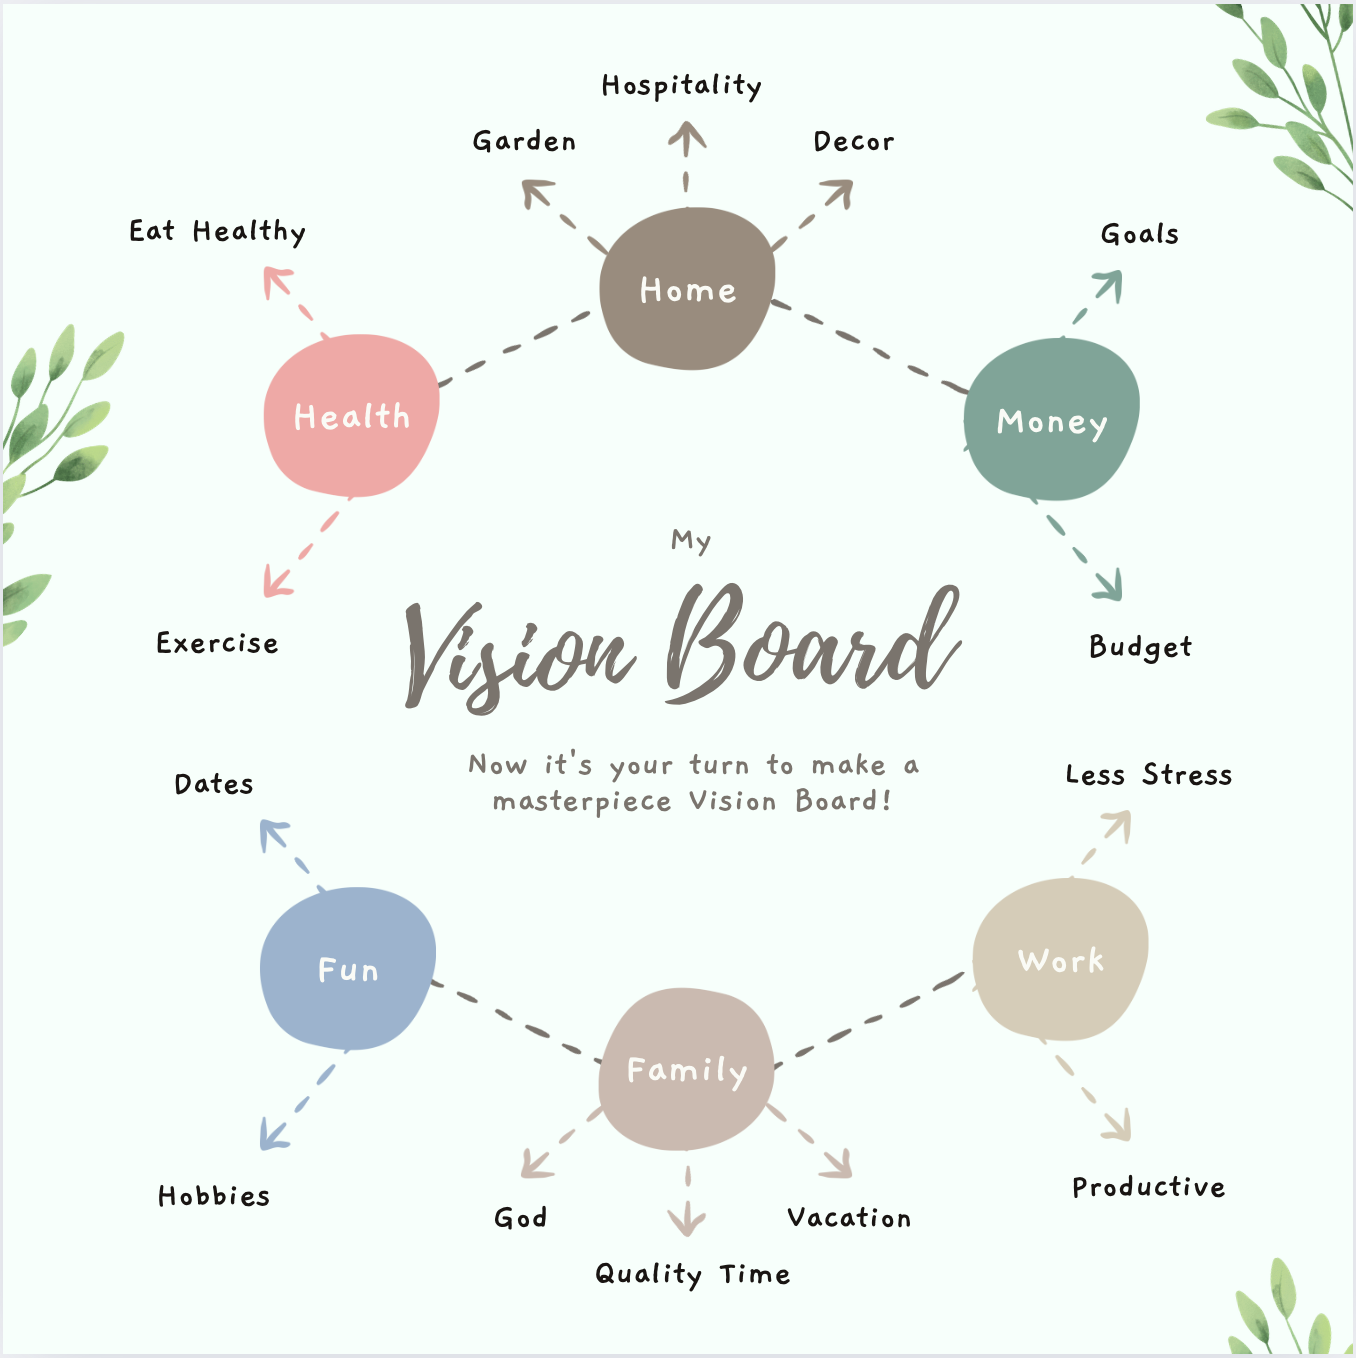 Hospitality
Garden
Decor
Eat Healthy
Goals
Home
Health
Money
My
Vision Board
Exercise
Budget
Now it's your turn to make a
masterpiece Vision Board!
Dates
Less Stress
Fun
Work
Family
Hobbies
Productive
God
Vacation
Quality Time